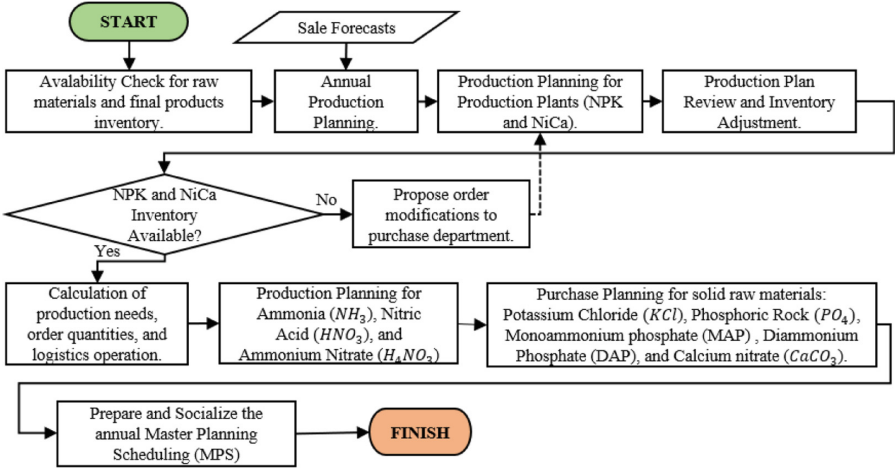 START
Sale Forecasts
Avalability Check for raw
materials and final products
inventory.
Annual
Production
Planning.
Production Planning for
Production Plants (NPK
and NiCa).
Production Plan
Review and Inventory
Adjustment.
NPK and NiCa
Inventory
Available?
No
Yes
Propose order
modifications to
purchase department.
Calculation of
production needs,
order quantities, and
logistics operation.
Production Planning for
Ammonia (NH₃), Nitric
Acid (HNO₃), and
Ammonium Nitrate (H₄NO₃)
Purchase Planning for solid raw materials:
Potassium Chloride (KCl), Phosphoric Rock (PO₄),
Monoammonium phosphate (MAP) , Diammonium
Phosphate (DAP), and Calcium nitrate (CaCO₃).
Prepare and Socialize the
annual Master Planning
Scheduling (MPS)
FINISH